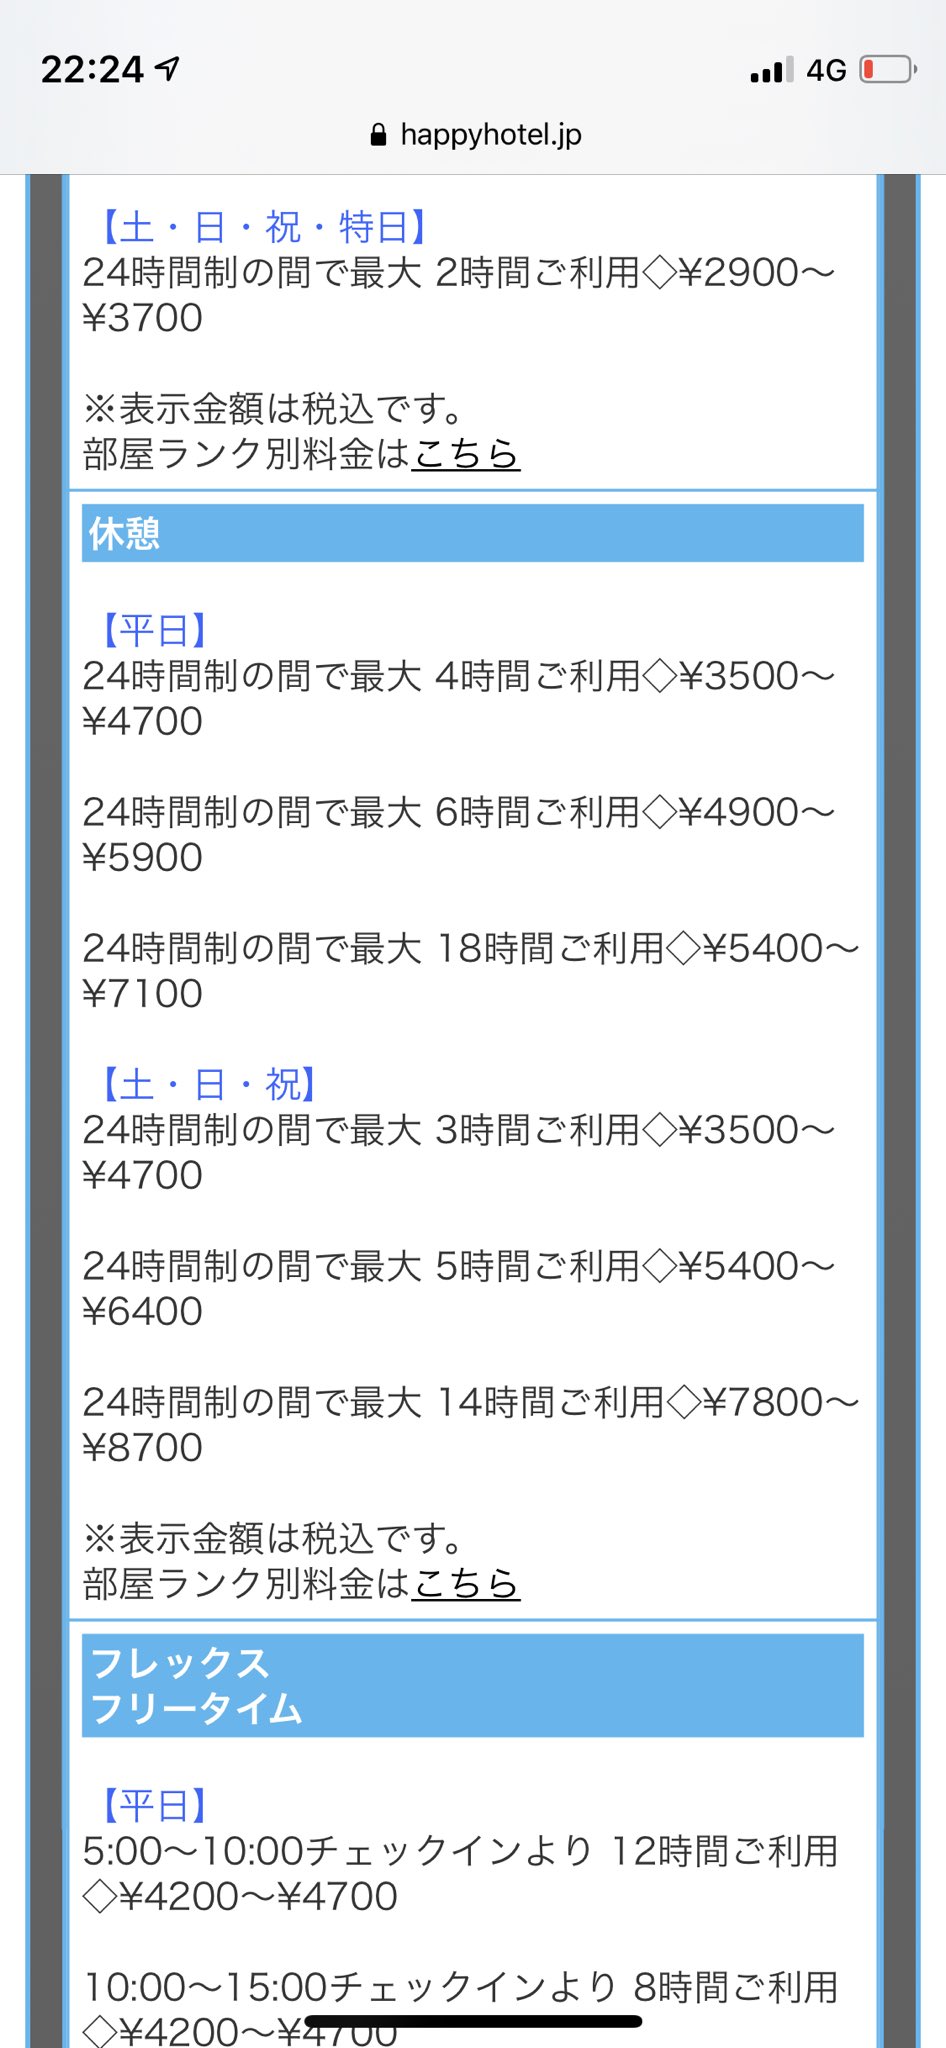 22:24
4G
happyhotel.jp
【土・日・祝・特日】
24時間制の間で最大 2時間ご利用◇¥2900～
¥3700
※表示金額は税込です。
部屋ランク別料金はこちら
休憩
【平日】
24時間制の間で最大 4時間ご利用◇¥3500～
¥4700
24時間制の間で最大 6時間ご利用◇¥4900～
¥5900
24時間制の間で最大 18時間ご利用◇¥5400～
¥7100
【土・日・祝】
24時間制の間で最大 3時間ご利用◇¥3500～
¥4700
24時間制の間で最大 5時間ご利用◇¥5400～
¥6400
24時間制の間で最大 14時間ご利用◇¥7800～
¥8700
※表示金額は税込です。
部屋ランク別料金はこちら
フレックス
フリータイム
【平日】
5:00～10:00チェックインより 12時間ご利用
◇¥4200～¥4700
10:00～15:00チェックインより 8時間ご利用
◇¥4200～¥4700